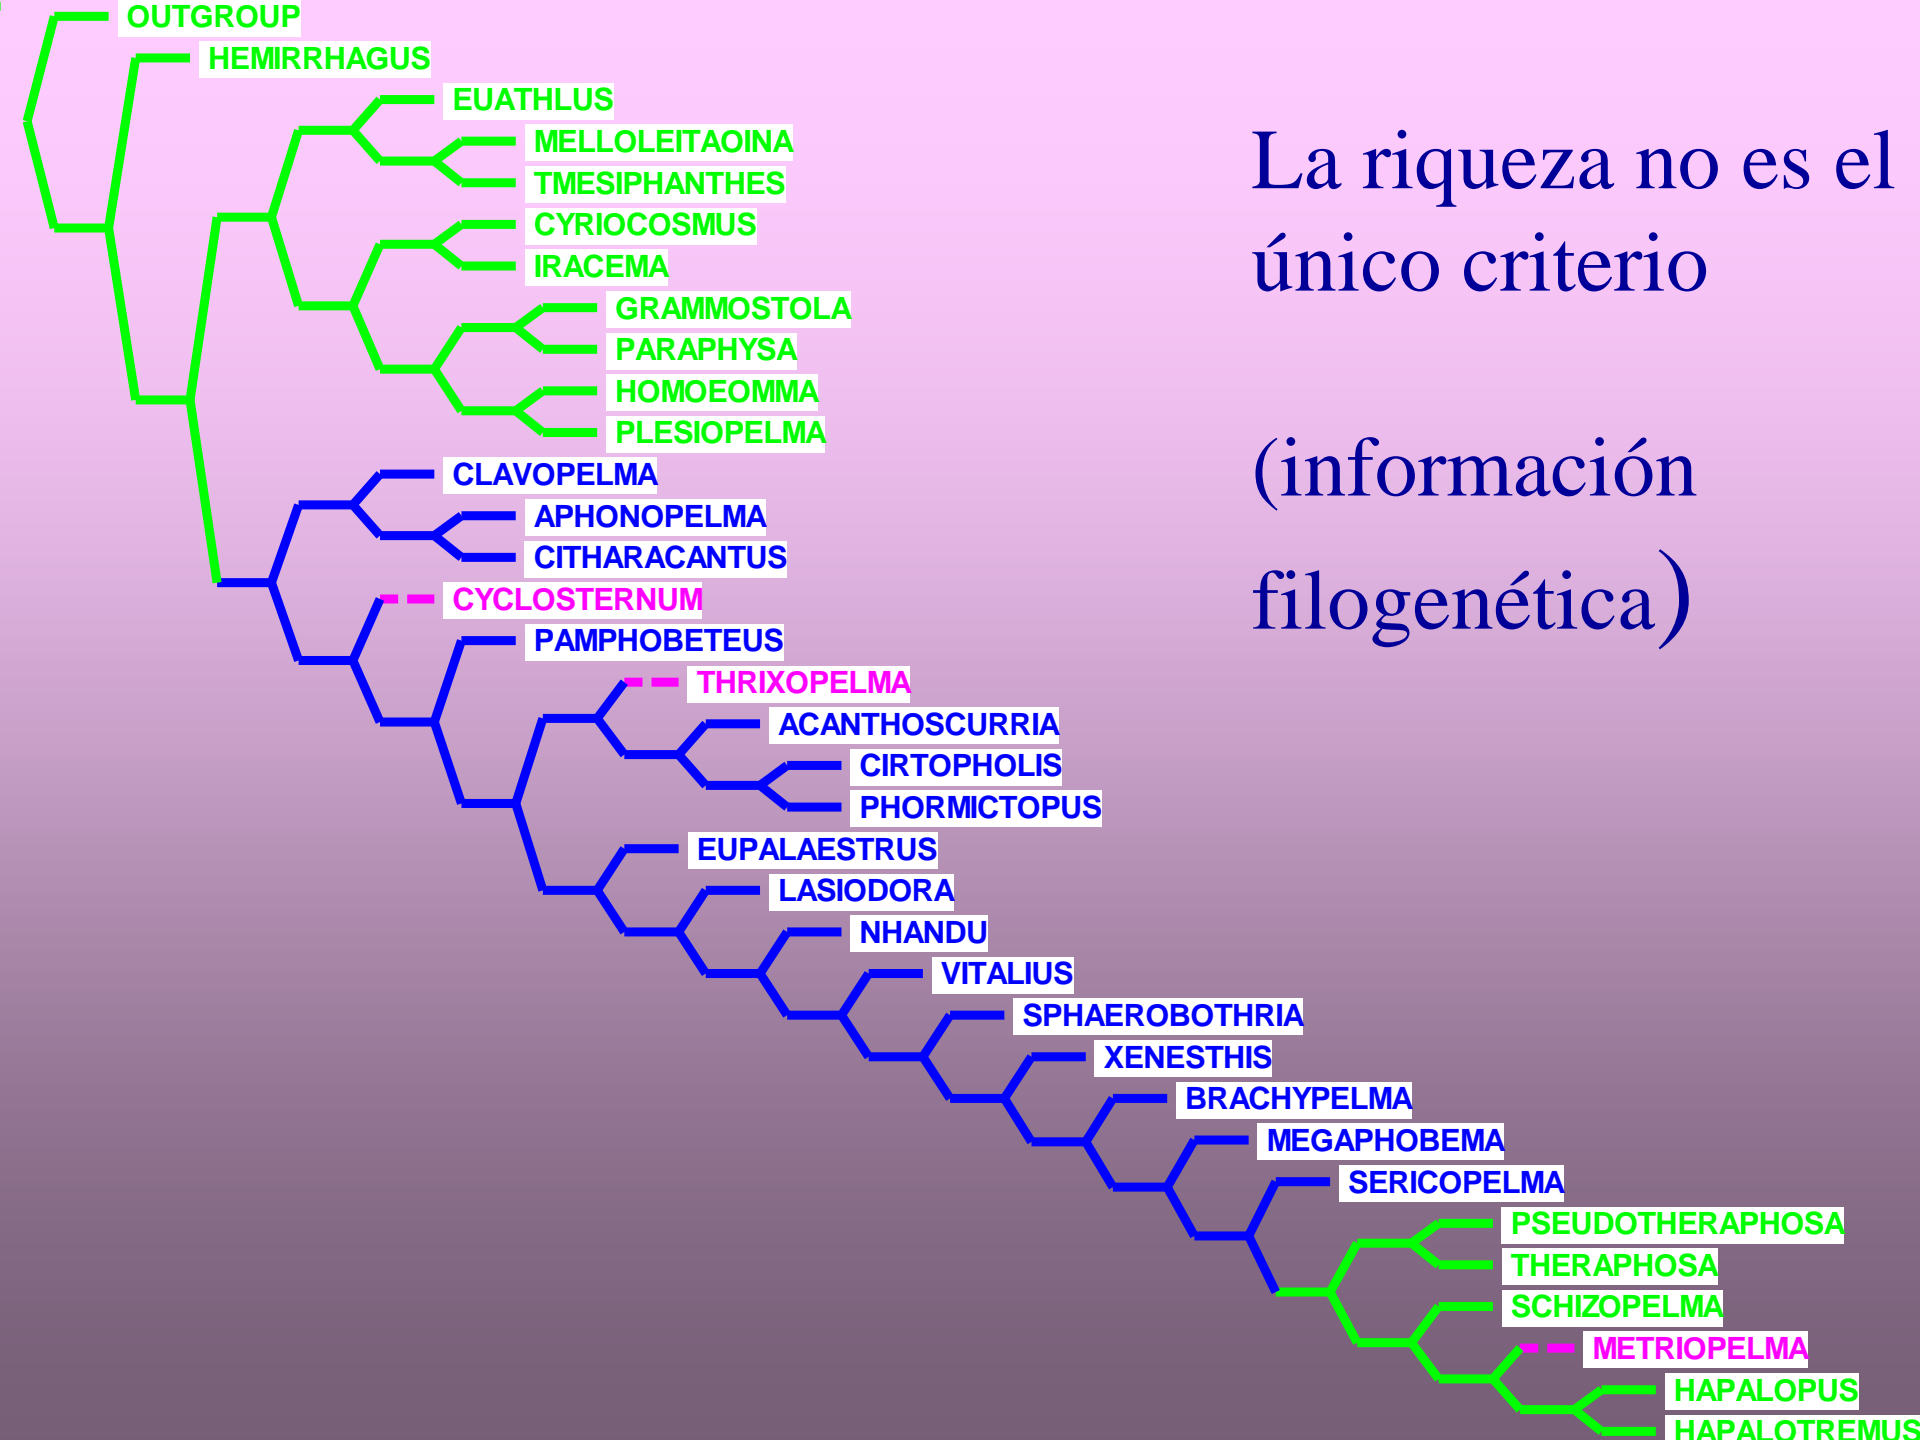 OUTGROUP
HEMIRRHAGUS
EUATHLUS
MELLOLEITAOINA
TMESIPHANTHES
CYRIOCOSMUS
IRACEMA
GRAMMOSTOLA
PARAPHYSA
HOMOEOMMA
PLESIOPELMA
CLAVOPELMA
APHONOPELMA
CITHARACANTUS
CYCLOSTERNUM
PAMPHOBETEUS
THRIXOPELMA
ACANTHOSCURRIA
CIRTOPHOLIS
PHORMICTOPUS
EUPALAESTRUS
LASIODORA
NHANDU
VITALIUS
SPHAEROBOTHRIA
XENESTHIS
BRACHYPELMA
MEGAPHOBEMA
SERICOPELMA
PSEUDOTHERAPHOSA
THERAPHOSA
SCHIZOPELMA
METRIOPELMA
HAPALOPUS
HAPALOTREMUS
La riqueza no es el
único criterio
(información
filogenética)